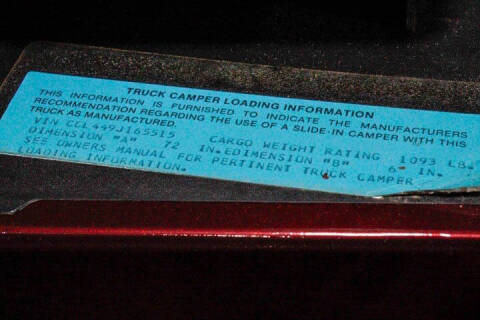 TRUCK CAMPER LOADING INFORMATION
THIS INFORMATION IS FURNISHED TO INDICATE THE MANUFACTURERS
RECOMMENDATION REGARDING THE USE OF A SLIDE-IN CAMPER WITH THIS
TRUCK AS MANUFACTURED.
VIN CCL449J165515 CARGO WEIGHT RATING 1093 LB.
DIMENSION "A" 72 IN. DIMENSION "B" 6 IN.
SEE OWNERS MANUAL FOR PERTINENT TRUCK CAMPER
LOADING INFORMATION.